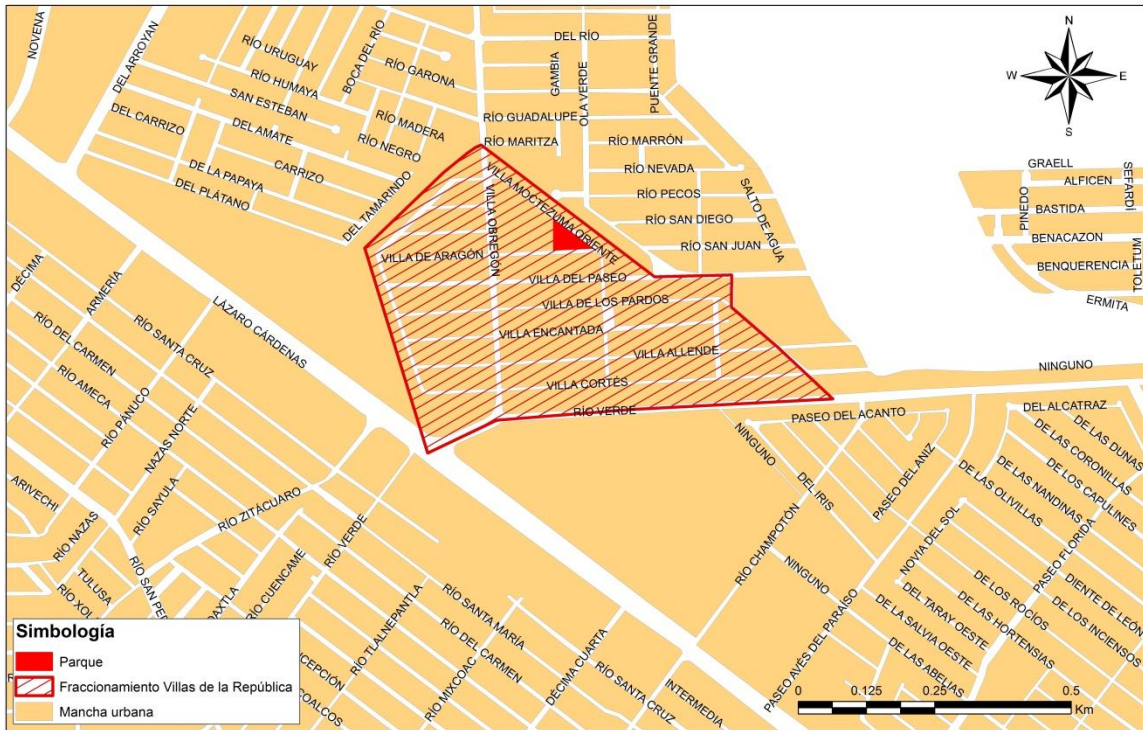 NOVENA
DEL ARROYAN
RÍO URUGUAY
BOCA DEL RÍO
DEL RÍO
GAMBIA
OLA VERDE
PUENTE GRANDE
N
W
E
S
RÍO HUMAYA
RÍO GARONA
SAN ESTEBAN
RÍO MADERA
RÍO GUADALUPE
DEL CARRIZO
DEL AMATE
RÍO NEGRO
RÍO MARITZA
RÍO MARRÓN
CARRIZO
DE LA PAPAYA
DEL PLÁTANO
DEL TAMARINDO
VILLA MOCTEZUMA ORIENTE
RÍO NEVADA
RÍO PECOS
SALTO DE AGUA
GRAELL
ALFICEN
SEFARDÍ
PINEDO
BASTIDA
VILLA OBREGÓN
RÍO SAN DIEGO
RÍO SAN JUAN
BENACAZON
TOLETUM
VILLA DE ARAGÓN
BENQUERENCIA
DÉCIMA
ARMERÍA
VILLA DEL PASEO
VILLA DE LOS PARDOS
ERMITA
LÁZARO CÁRDENAS
RÍO DEL CARMEN
RÍO SANTA CRUZ
VILLA ENCANTADA
VILLA ALLENDE
NINGUNO
RÍO AMECA
RÍO PÁNUCO
VILLA CORTÉS
RÍO VERDE
PASEO DEL ACANTO
DEL ALCATRAZ
DE LAS DUNAS
NAZAS NORTE
NINGUNO
DE LAS CORONILLAS
DE LOS CAPULINES
ARIVECHI
RÍO SAYULA
DEL IRIS
PASEO DEL ANIZ
DE LAS OLIVILLAS
DE LAS NANDINAS
RÍO NAZAS
RÍO ZITÁCUARO
RÍO CHAMPOTÓN
NOVIA DEL SOL
PASEO FLORIDA
RÍO VERDE
NINGUNO
TULUSA
RÍO XOL
RÍO SAN PED
OAXTLA
RÍO CUENCAME
RÍO TLALNEPANTLA
RÍO SANTA MARÍA
RÍO DEL CARMEN
DÉCIMA CUARTA
PASEO AVES DEL PARAÍSO
DE LA SALVIA OESTE
DEL TARAY OESTE
DE LOS ROCIOS
DE LAS HORTENSIAS
DIENTE DE LEÓN
DE LOS INCIENSOS
DE LAS ABELIAS
NCEPCIÓN
COALCOS
RÍO MIXCOAC
RÍO SANTA CRUZ
INTERMEDIA
Simbología
Parque
Fraccionamiento Villas de la República
Mancha urbana
0 0.125 0.25 0.5
Km